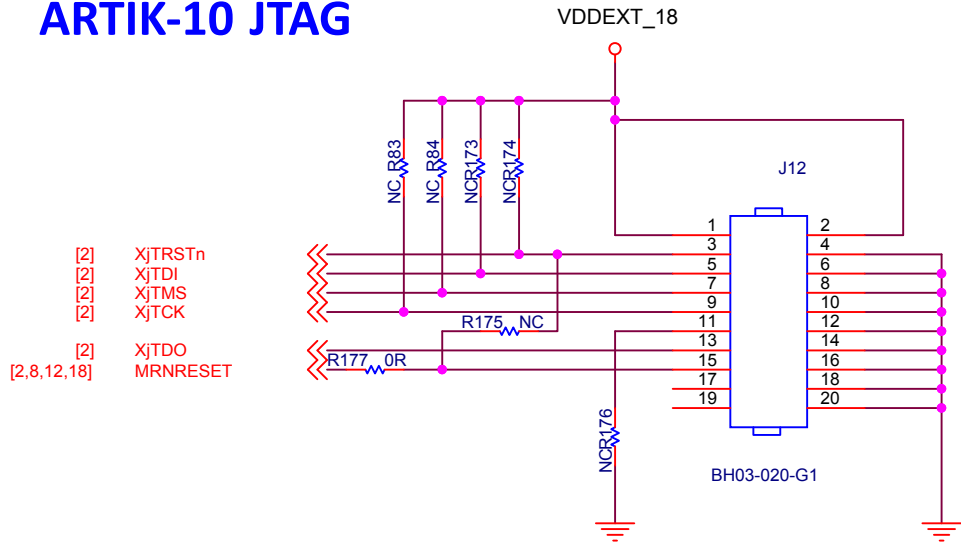 ARTIK-10 JTAG
VDDEXT_18
NC R83
NC R84
NCR173
NCR174
J12
1 2
3 4
5 6
7 8
9 10
11 12
13 14
15 16
17 18
19 20
[2] XjTRSTn
[2] XjTDI
[2] XjTMS
[2] XjTCK
R175 NC
[2] XjTDO
[2,8,12,18] MRNRESET
R177 0R
NCR176
BH03-020-G1